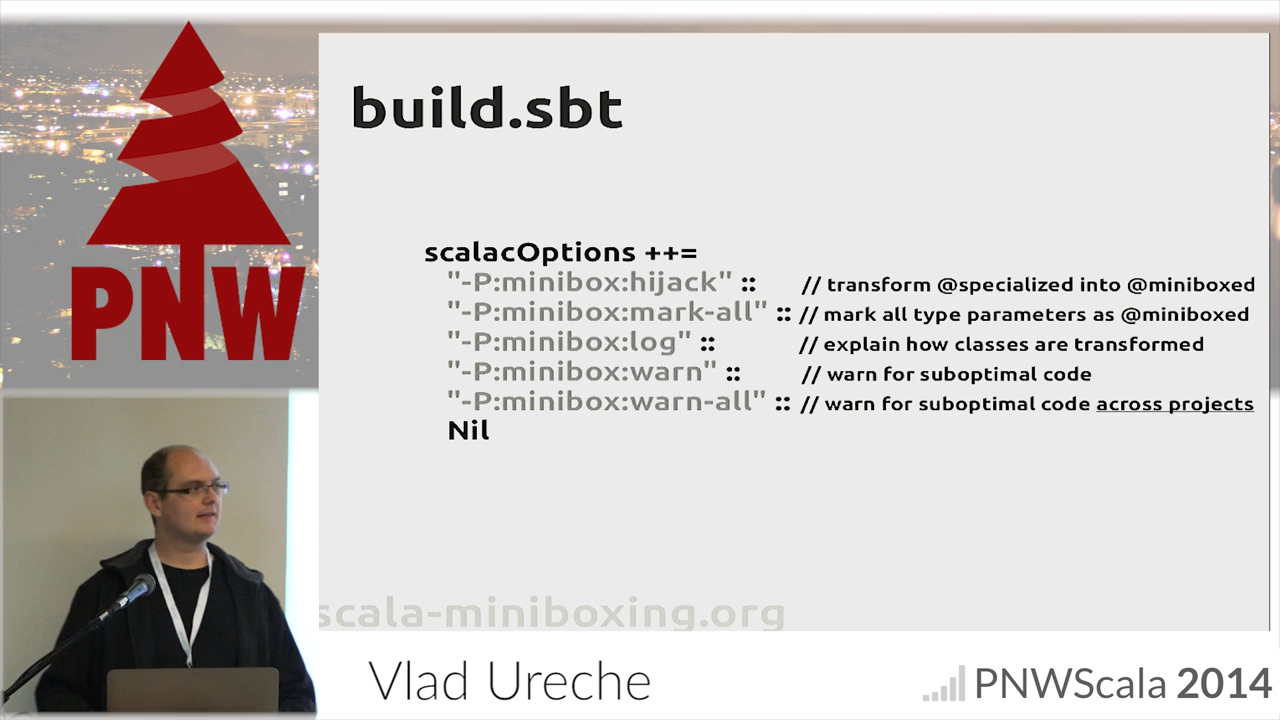 PNW
build.sbt
scalacOptions ++=
"-P:minibox:hijack" :: // transform @specialized into @miniboxed
"-P:minibox:mark-all" :: // mark all type parameters as @miniboxed
"-P:minibox:log" :: // explain how classes are transformed
"-P:minibox:warn" :: // warn for suboptimal code
"-P:minibox:warn-all" :: // warn for suboptimal code across projects
Nil
scala-miniboxing.org
Vlad Ureche
PNWScala 2014